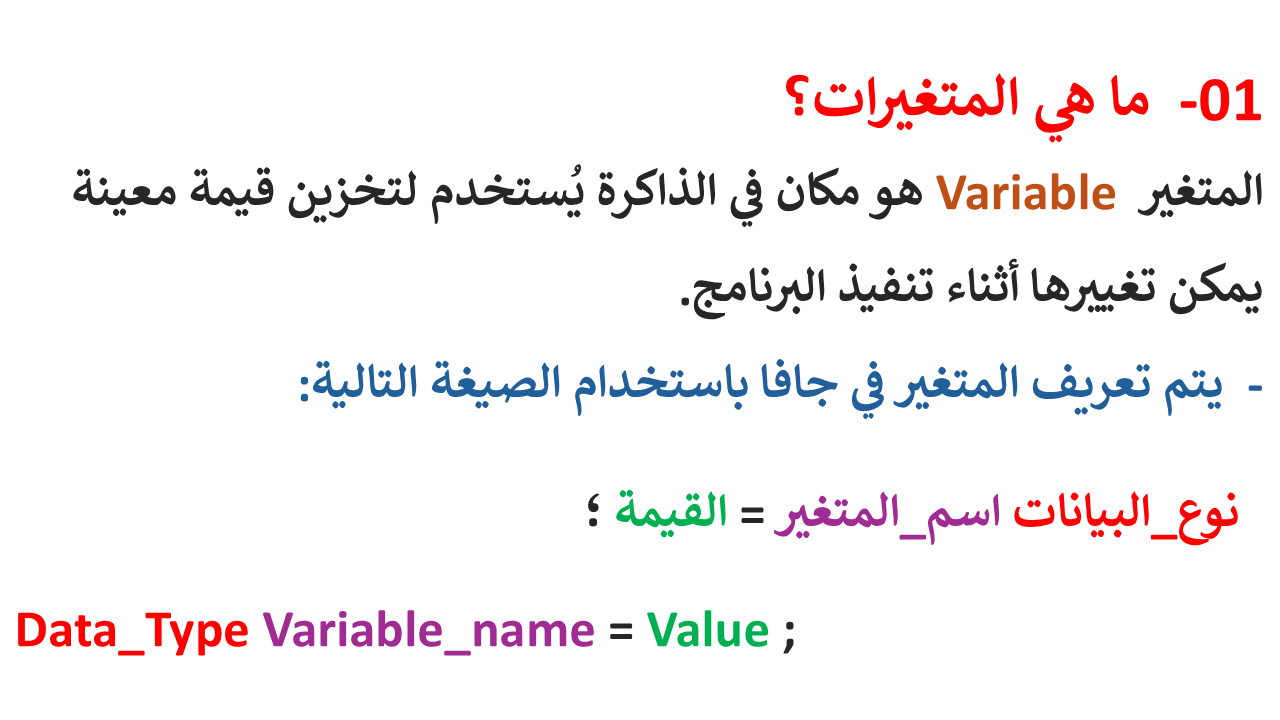 01- ما هي المتغيرات؟
المتغير Variable هو مكان في الذاكرة يُستخدم لتخزين قيمة معينة
يمكن تغييرها أثناء تنفيذ البرنامج.
- يتم تعريف المتغير في جافا باستخدام الصيغة التالية:
نوع_البيانات اسم_المتغير = القيمة ؛
Data_Type Variable_name = Value ;